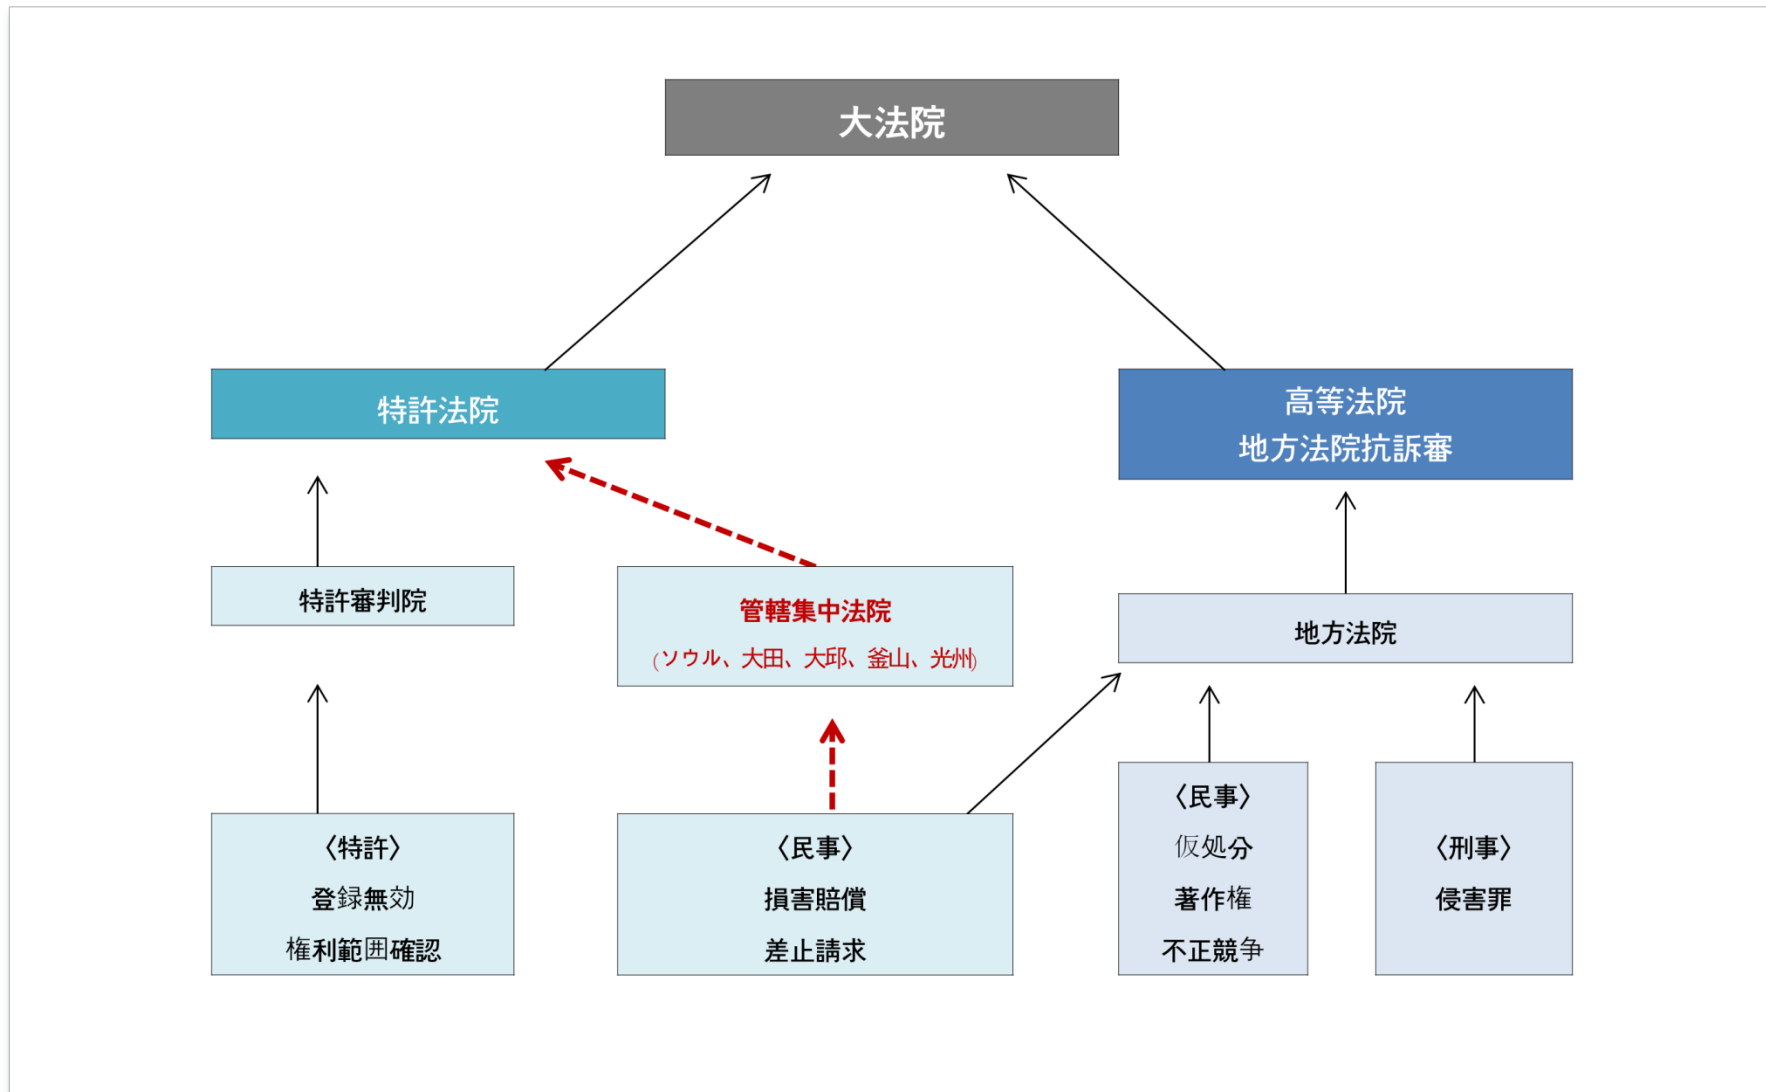 大法院
特許法院
高等法院
地方法院抗訴審
特許審判院
管轄集中法院
(ソウル、大田、大邱、釜山、光州)
地方法院
〈特許〉
登録無効
権利範囲確認
〈民事〉
損害賠償
差止請求
〈民事〉
仮処分
著作権
不正競争
〈刑事〉
侵害罪